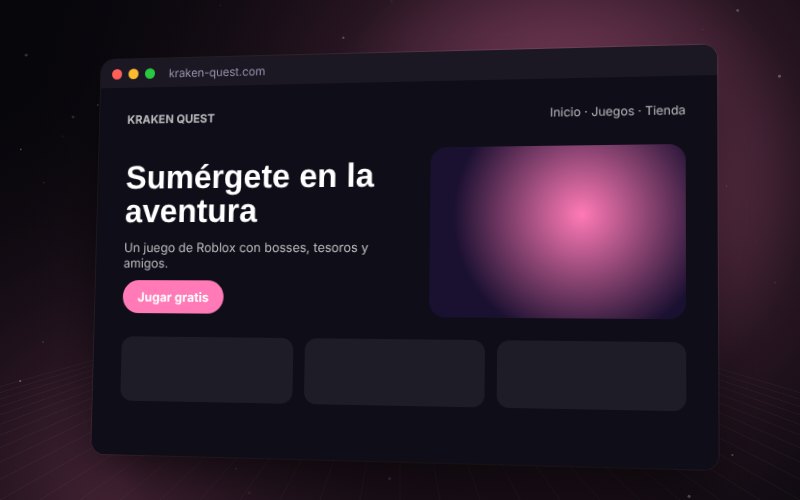 kraken-quest.com
KRAKEN QUEST
Inicio · Juegos · Tienda
Sumérgete en la
aventura
Un juego de Roblox con bosses, tesoros y
amigos.
Jugar gratis